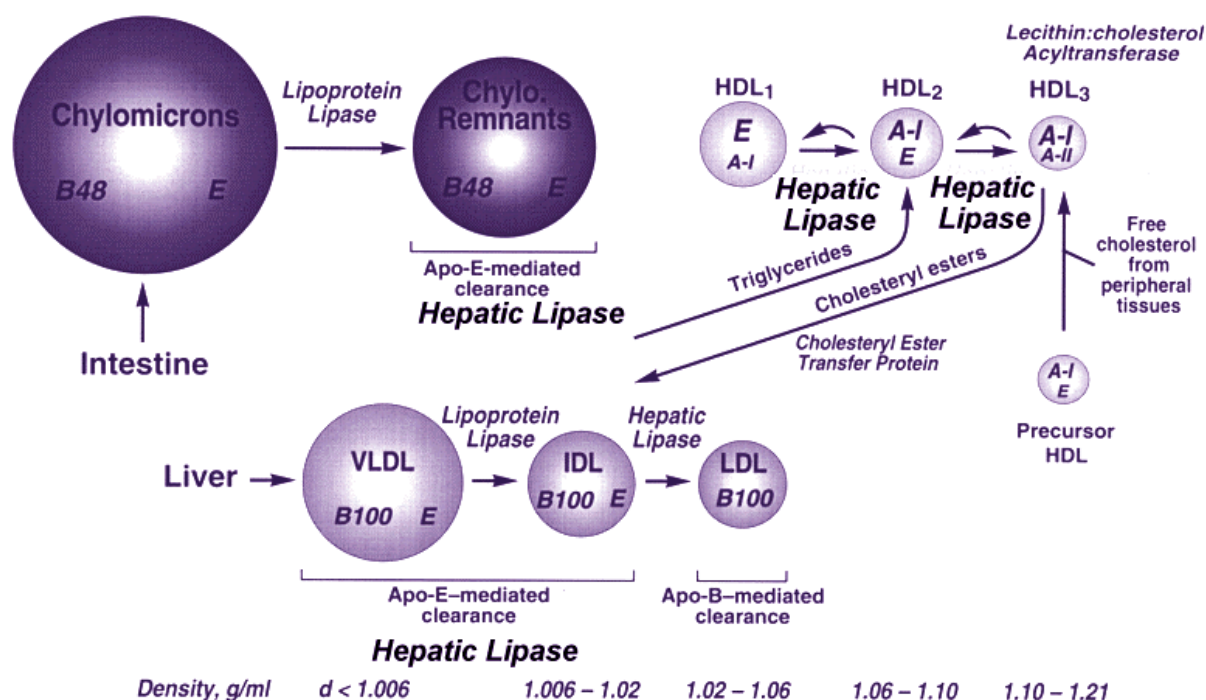 Lecithin:cholesterol
Acyltransferase
Chylomicrons
B48 E
Lipoprotein
Lipase
Chylo.
Remnants
B48 E
HDL1
E
A-I
HDL2
A-I
E
HDL3
A-I
A-II
Hepatic
Lipase
Hepatic
Lipase
Apo-E-mediated
clearance
Hepatic Lipase
Triglycerides
Cholesteryl esters
Cholesteryl Ester
Transfer Protein
Free
cholesterol
from
peripheral
tissues
A-I
E
Precursor
HDL
Intestine
Liver
VLDL
B100 E
Lipoprotein
Lipase
IDL
B100 E
Hepatic
Lipase
LDL
B100
Apo-E–mediated
clearance
Hepatic Lipase
Apo-B–mediated
clearance
Density, g/ml d < 1.006 1.006 – 1.02 1.02 – 1.06 1.06 – 1.10 1.10 – 1.21